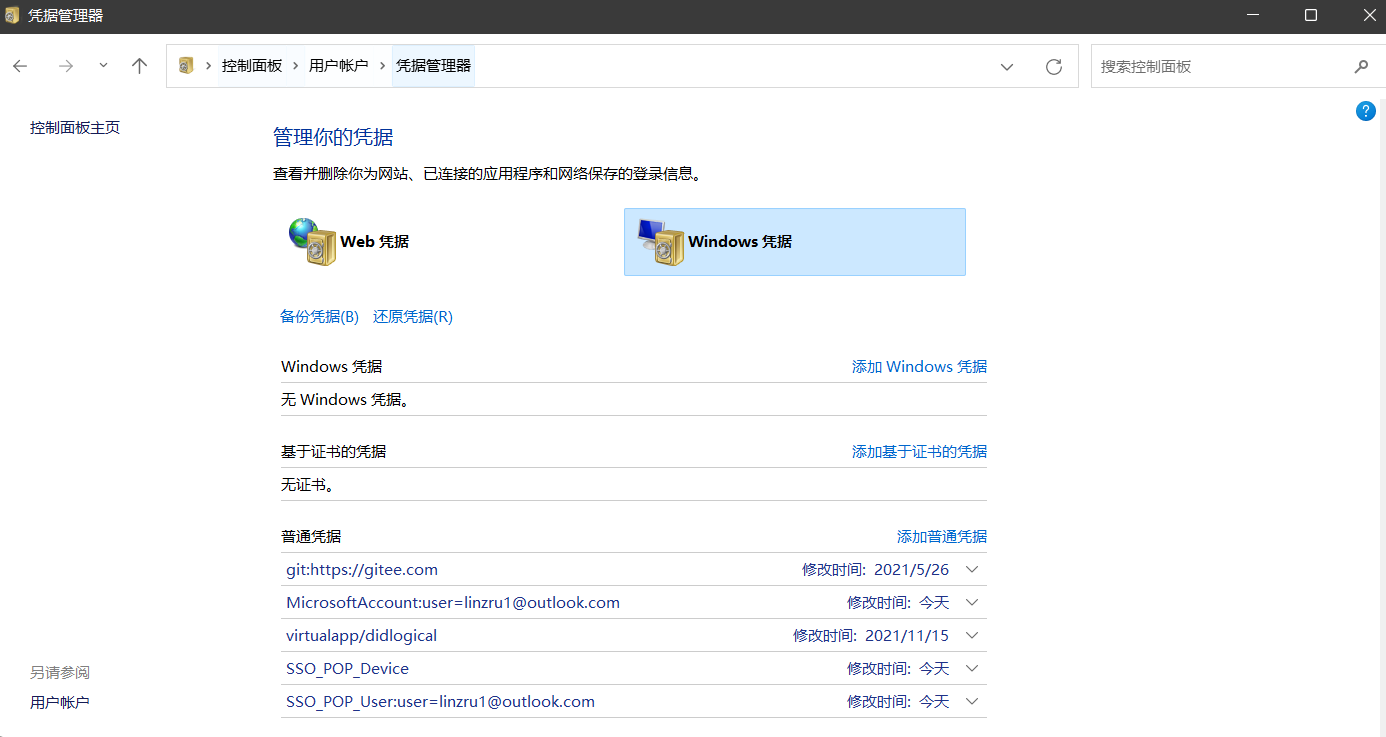 凭据管理器
控制面板 > 用户帐户 > 凭据管理器
搜索控制面板
?
控制面板主页
管理你的凭据
查看并删除你为网站、已连接的应用程序和网络保存的登录信息。
Web 凭据 Windows 凭据
备份凭据(B) 还原凭据(R)
Windows 凭据 添加 Windows 凭据
无 Windows 凭据。
基于证书的凭据 添加基于证书的凭据
无证书。
普通凭据 添加普通凭据
git:https://gitee.com 修改时间: 2021/5/26
MicrosoftAccount:user=linzru1@outlook.com 修改时间: 今天
virtualapp/didlogical 修改时间: 2021/11/15
SSO_POP_Device 修改时间: 今天
SSO_POP_User:user=linzru1@outlook.com 修改时间: 今天
另请参阅
用户帐户